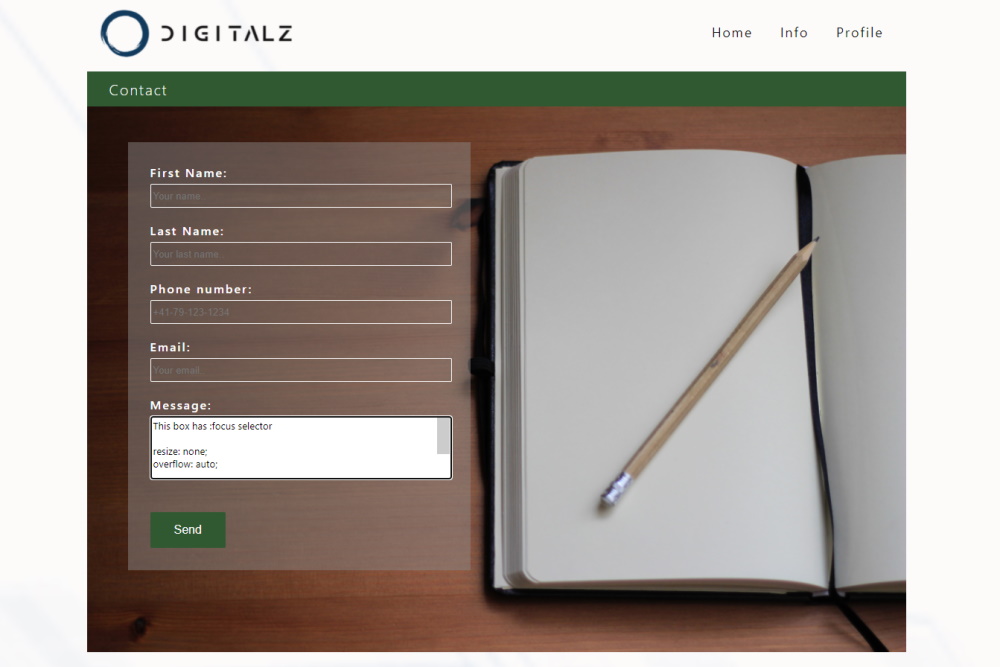 DIGITALZ
Home Info Profile
Contact
First Name:
Your name..
Last Name:
Your last name..
Phone number:
+41-79-123-1234
Email:
Your email..
Message:
This box has :focus selector
resize: none;
overflow: auto;
Send